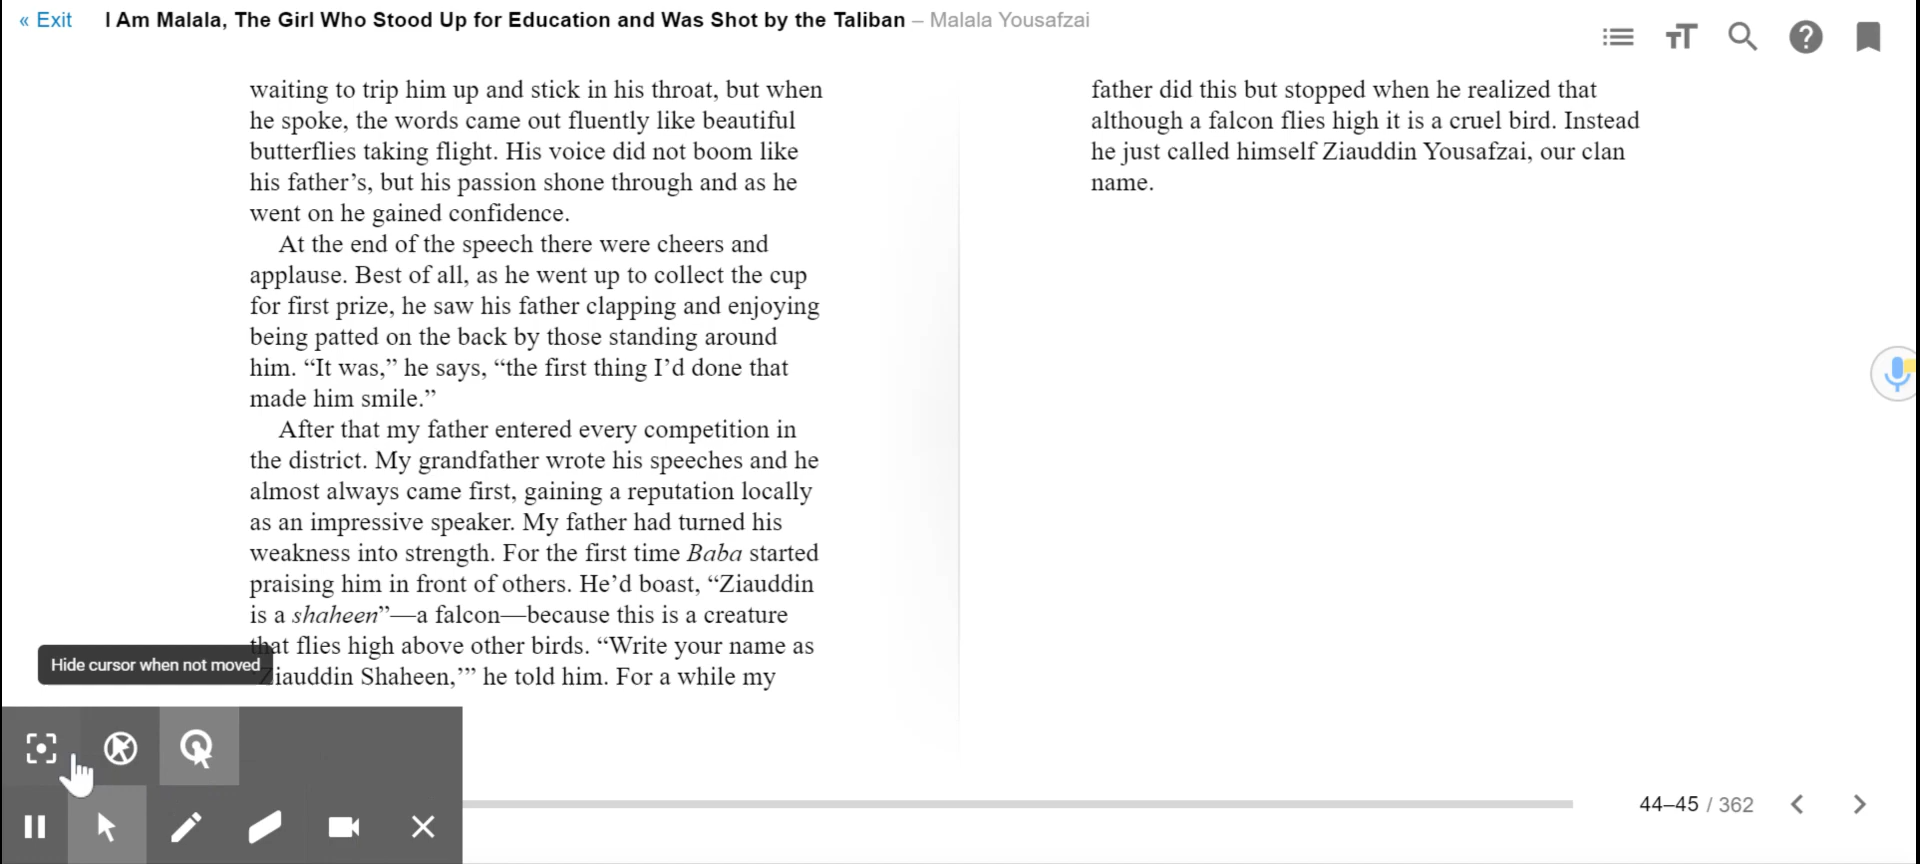 « Exit I Am Malala, The Girl Who Stood Up for Education and Was Shot by the Taliban – Malala Yousafzai
waiting to trip him up and stick in his throat, but when
he spoke, the words came out fluently like beautiful
butterflies taking flight. His voice did not boom like
his father’s, but his passion shone through and as he
went on he gained confidence.
At the end of the speech there were cheers and
applause. Best of all, as he went up to collect the cup
for first prize, he saw his father clapping and enjoying
being patted on the back by those standing around
him. “It was,” he says, “the first thing I’d done that
made him smile.”
After that my father entered every competition in
the district. My grandfather wrote his speeches and he
almost always came first, gaining a reputation locally
as an impressive speaker. My father had turned his
weakness into strength. For the first time Baba started
praising him in front of others. He’d boast, “Ziauddin
is a shaheen”—a falcon—because this is a creature
that flies high above other birds. “Write your name as
‘Ziauddin Shaheen,’” he told him. For a while my
father did this but stopped when he realized that
although a falcon flies high it is a cruel bird. Instead
he just called himself Ziauddin Yousafzai, our clan
name.
Hide cursor when not moved
44–45 / 362